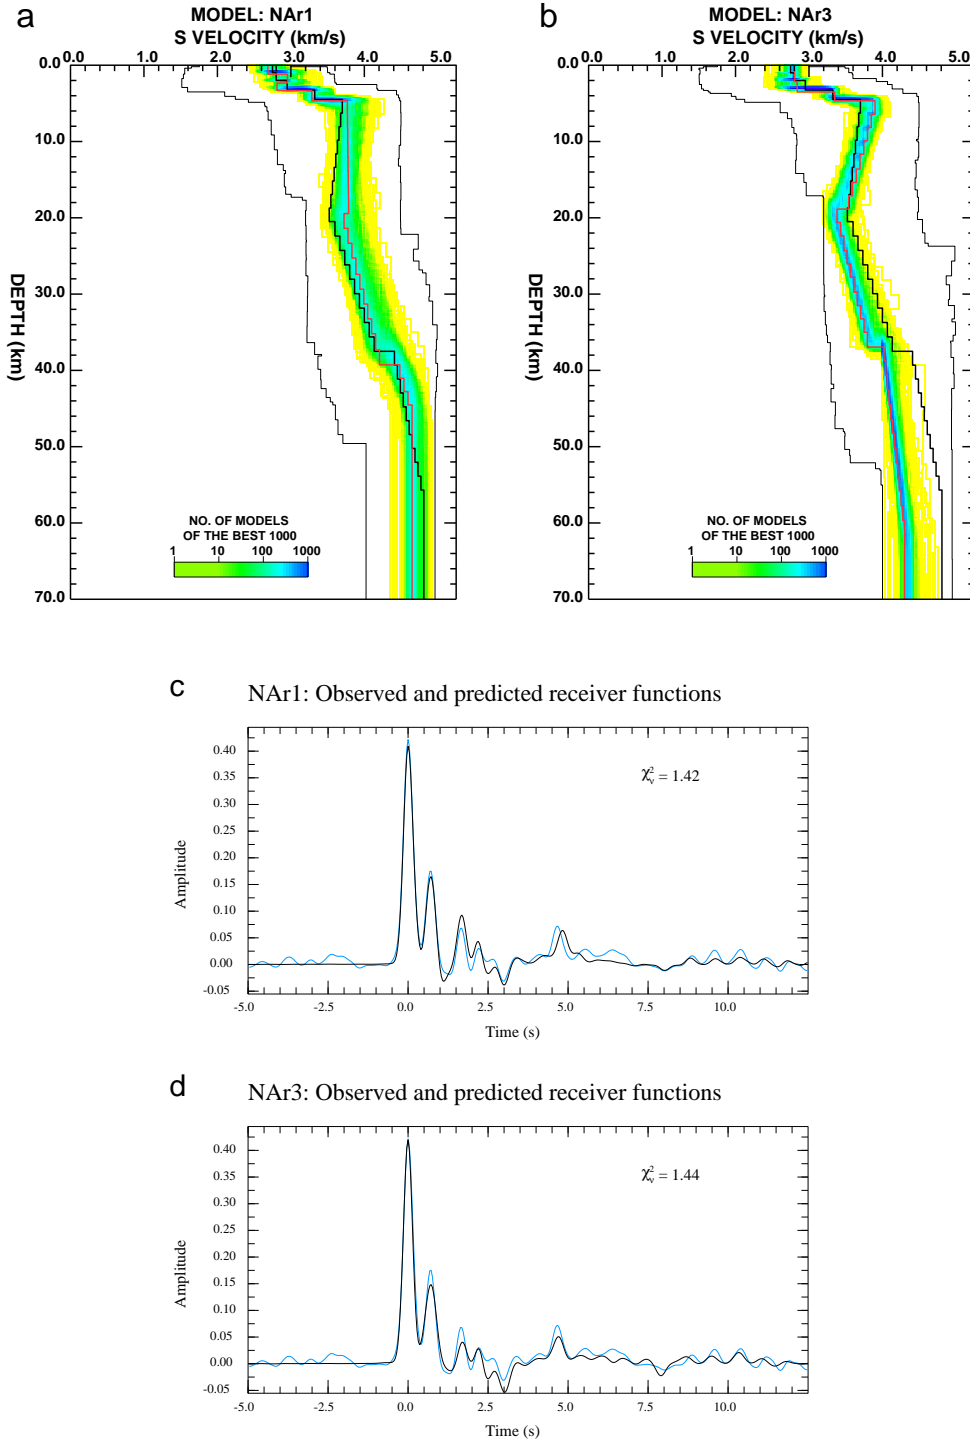 a
MODEL: NAr1
S VELOCITY (km/s)
0.0 1.0 2.0 3.0 4.0 5.0
0.0
10.0
20.0
30.0
40.0
50.0
60.0
70.0
DEPTH (km)
NO. OF MODELS
OF THE BEST 1000
1 10 100 1000
b
MODEL: NAr3
S VELOCITY (km/s)
0.0 1.0 2.0 3.0 4.0 5.0
0.0
10.0
20.0
30.0
40.0
50.0
60.0
70.0
DEPTH (km)
NO. OF MODELS
OF THE BEST 1000
1 10 100 1000
c
NAr1: Observed and predicted receiver functions
χ²ᵥ = 1.42
0.40
0.35
0.30
0.25
0.20
0.15
0.10
0.05
0.00
-0.05
Amplitude
-5.0 -2.5 0.0 2.5 5.0 7.5 10.0
Time (s)
d
NAr3: Observed and predicted receiver functions
χ²ᵥ = 1.44
0.40
0.35
0.30
0.25
0.20
0.15
0.10
0.05
0.00
-0.05
Amplitude
-5.0 -2.5 0.0 2.5 5.0 7.5 10.0
Time (s)